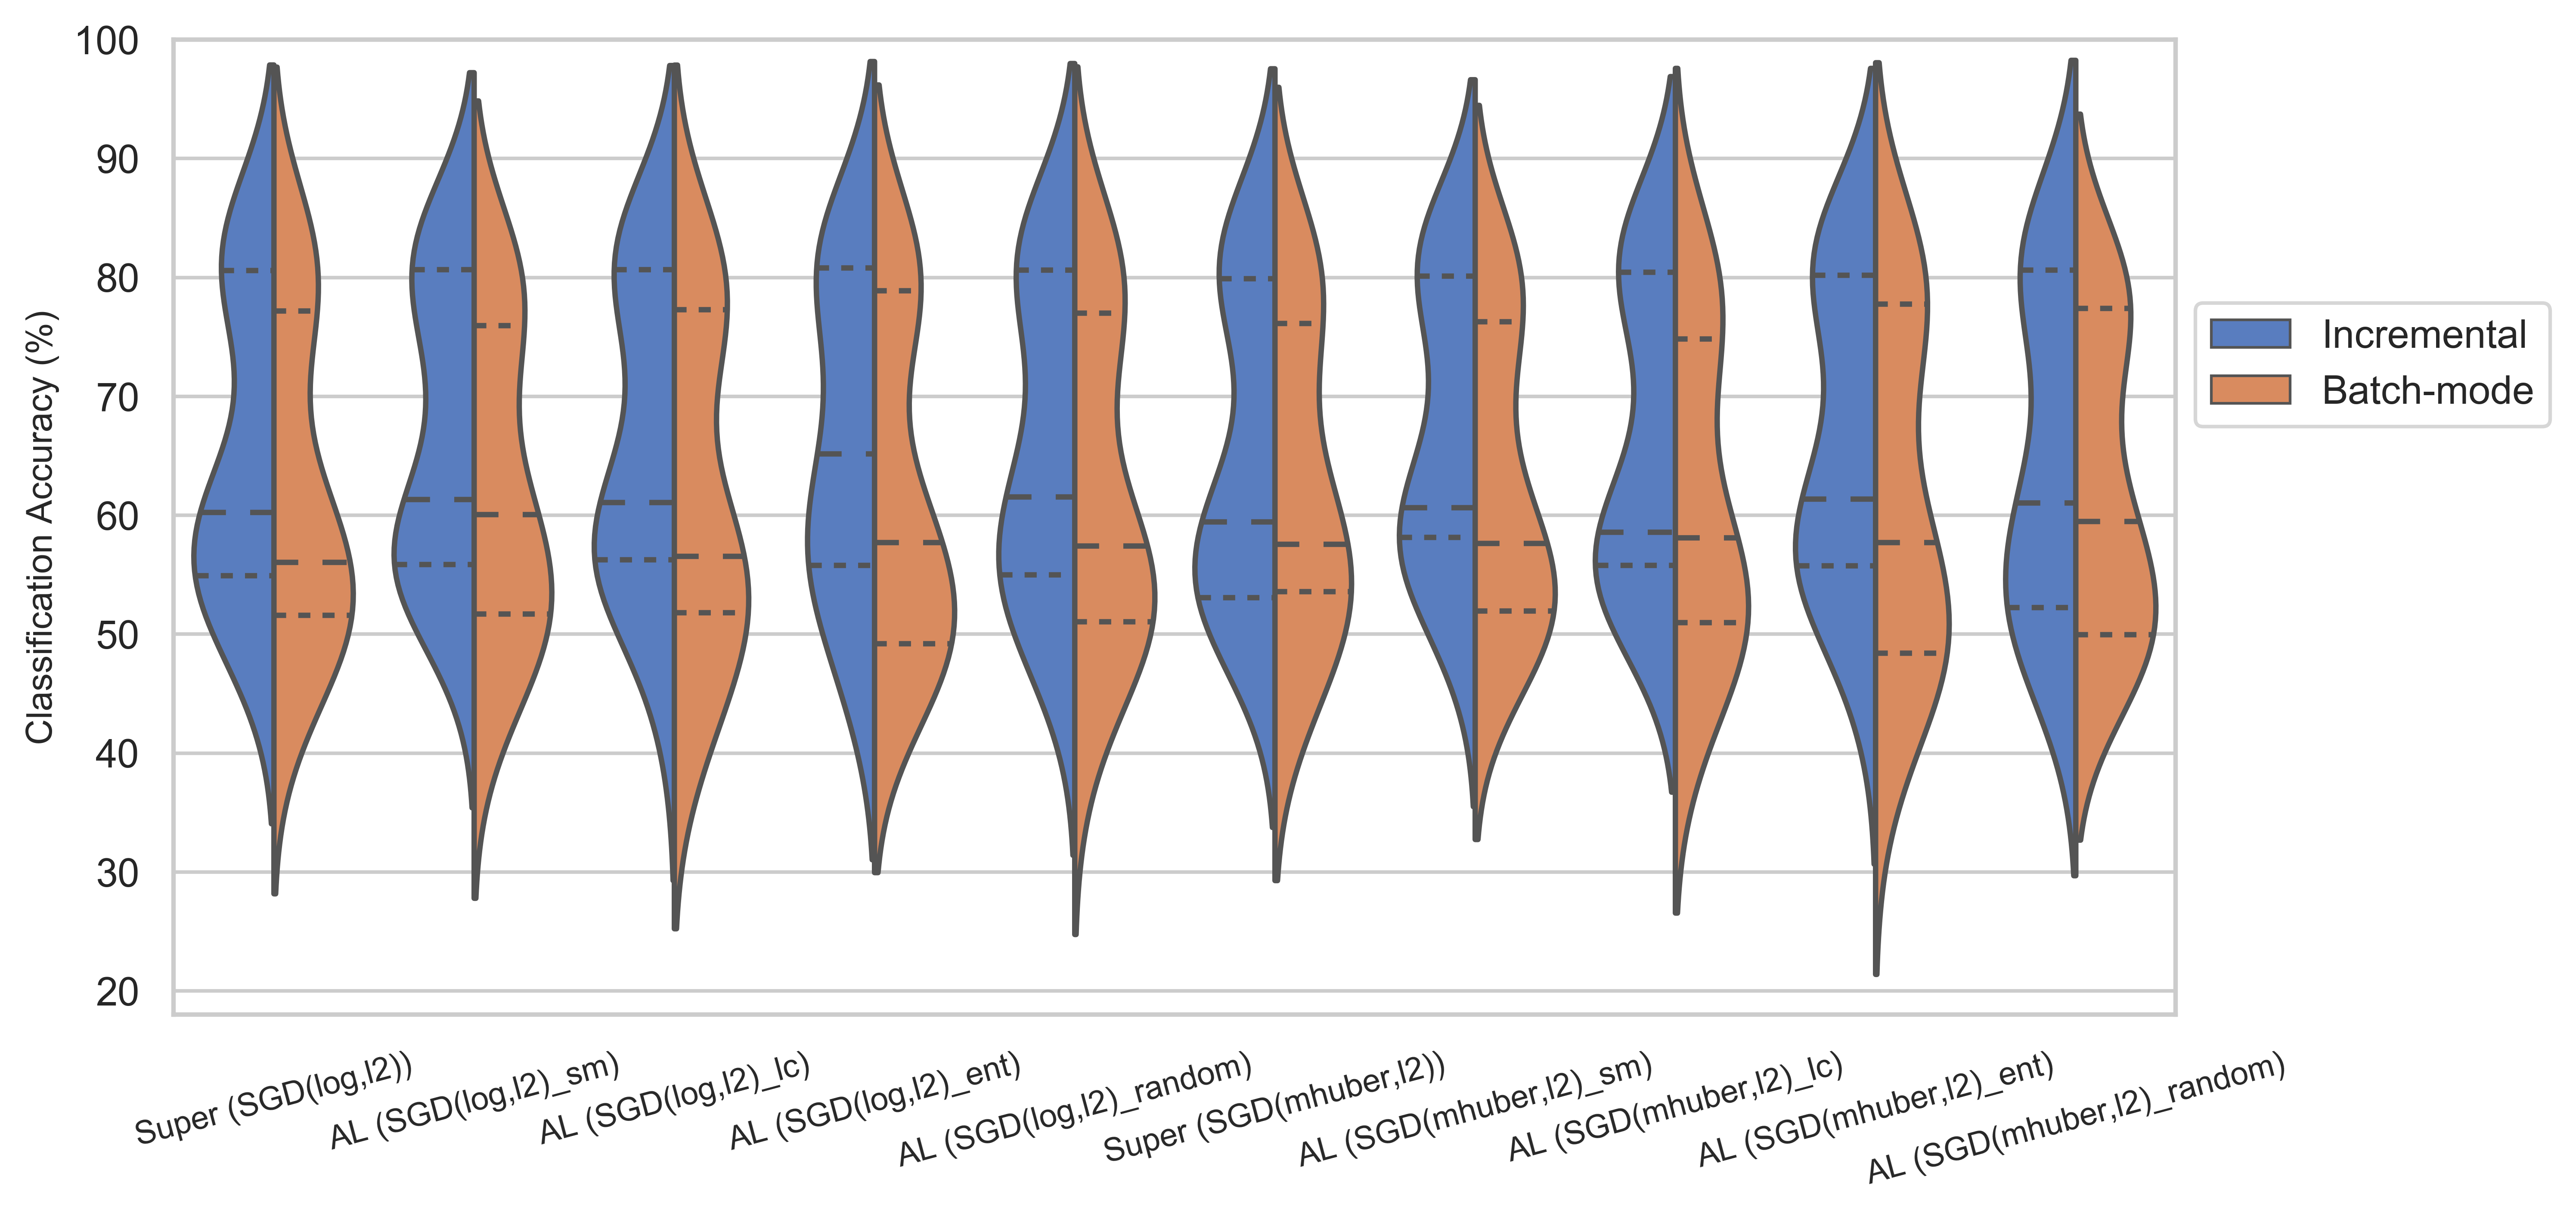 100
90
80
70
60
50
40
30
20
Classification Accuracy (%)
Incremental
Batch-mode
Super (SGD(log,l2))
AL (SGD(log,l2)_sm)
AL (SGD(log,l2)_lc)
AL (SGD(log,l2)_ent)
AL (SGD(log,l2)_random)
Super (SGD(mhuber,l2))
AL (SGD(mhuber,l2)_sm)
AL (SGD(mhuber,l2)_lc)
AL (SGD(mhuber,l2)_ent)
AL (SGD(mhuber,l2)_random)